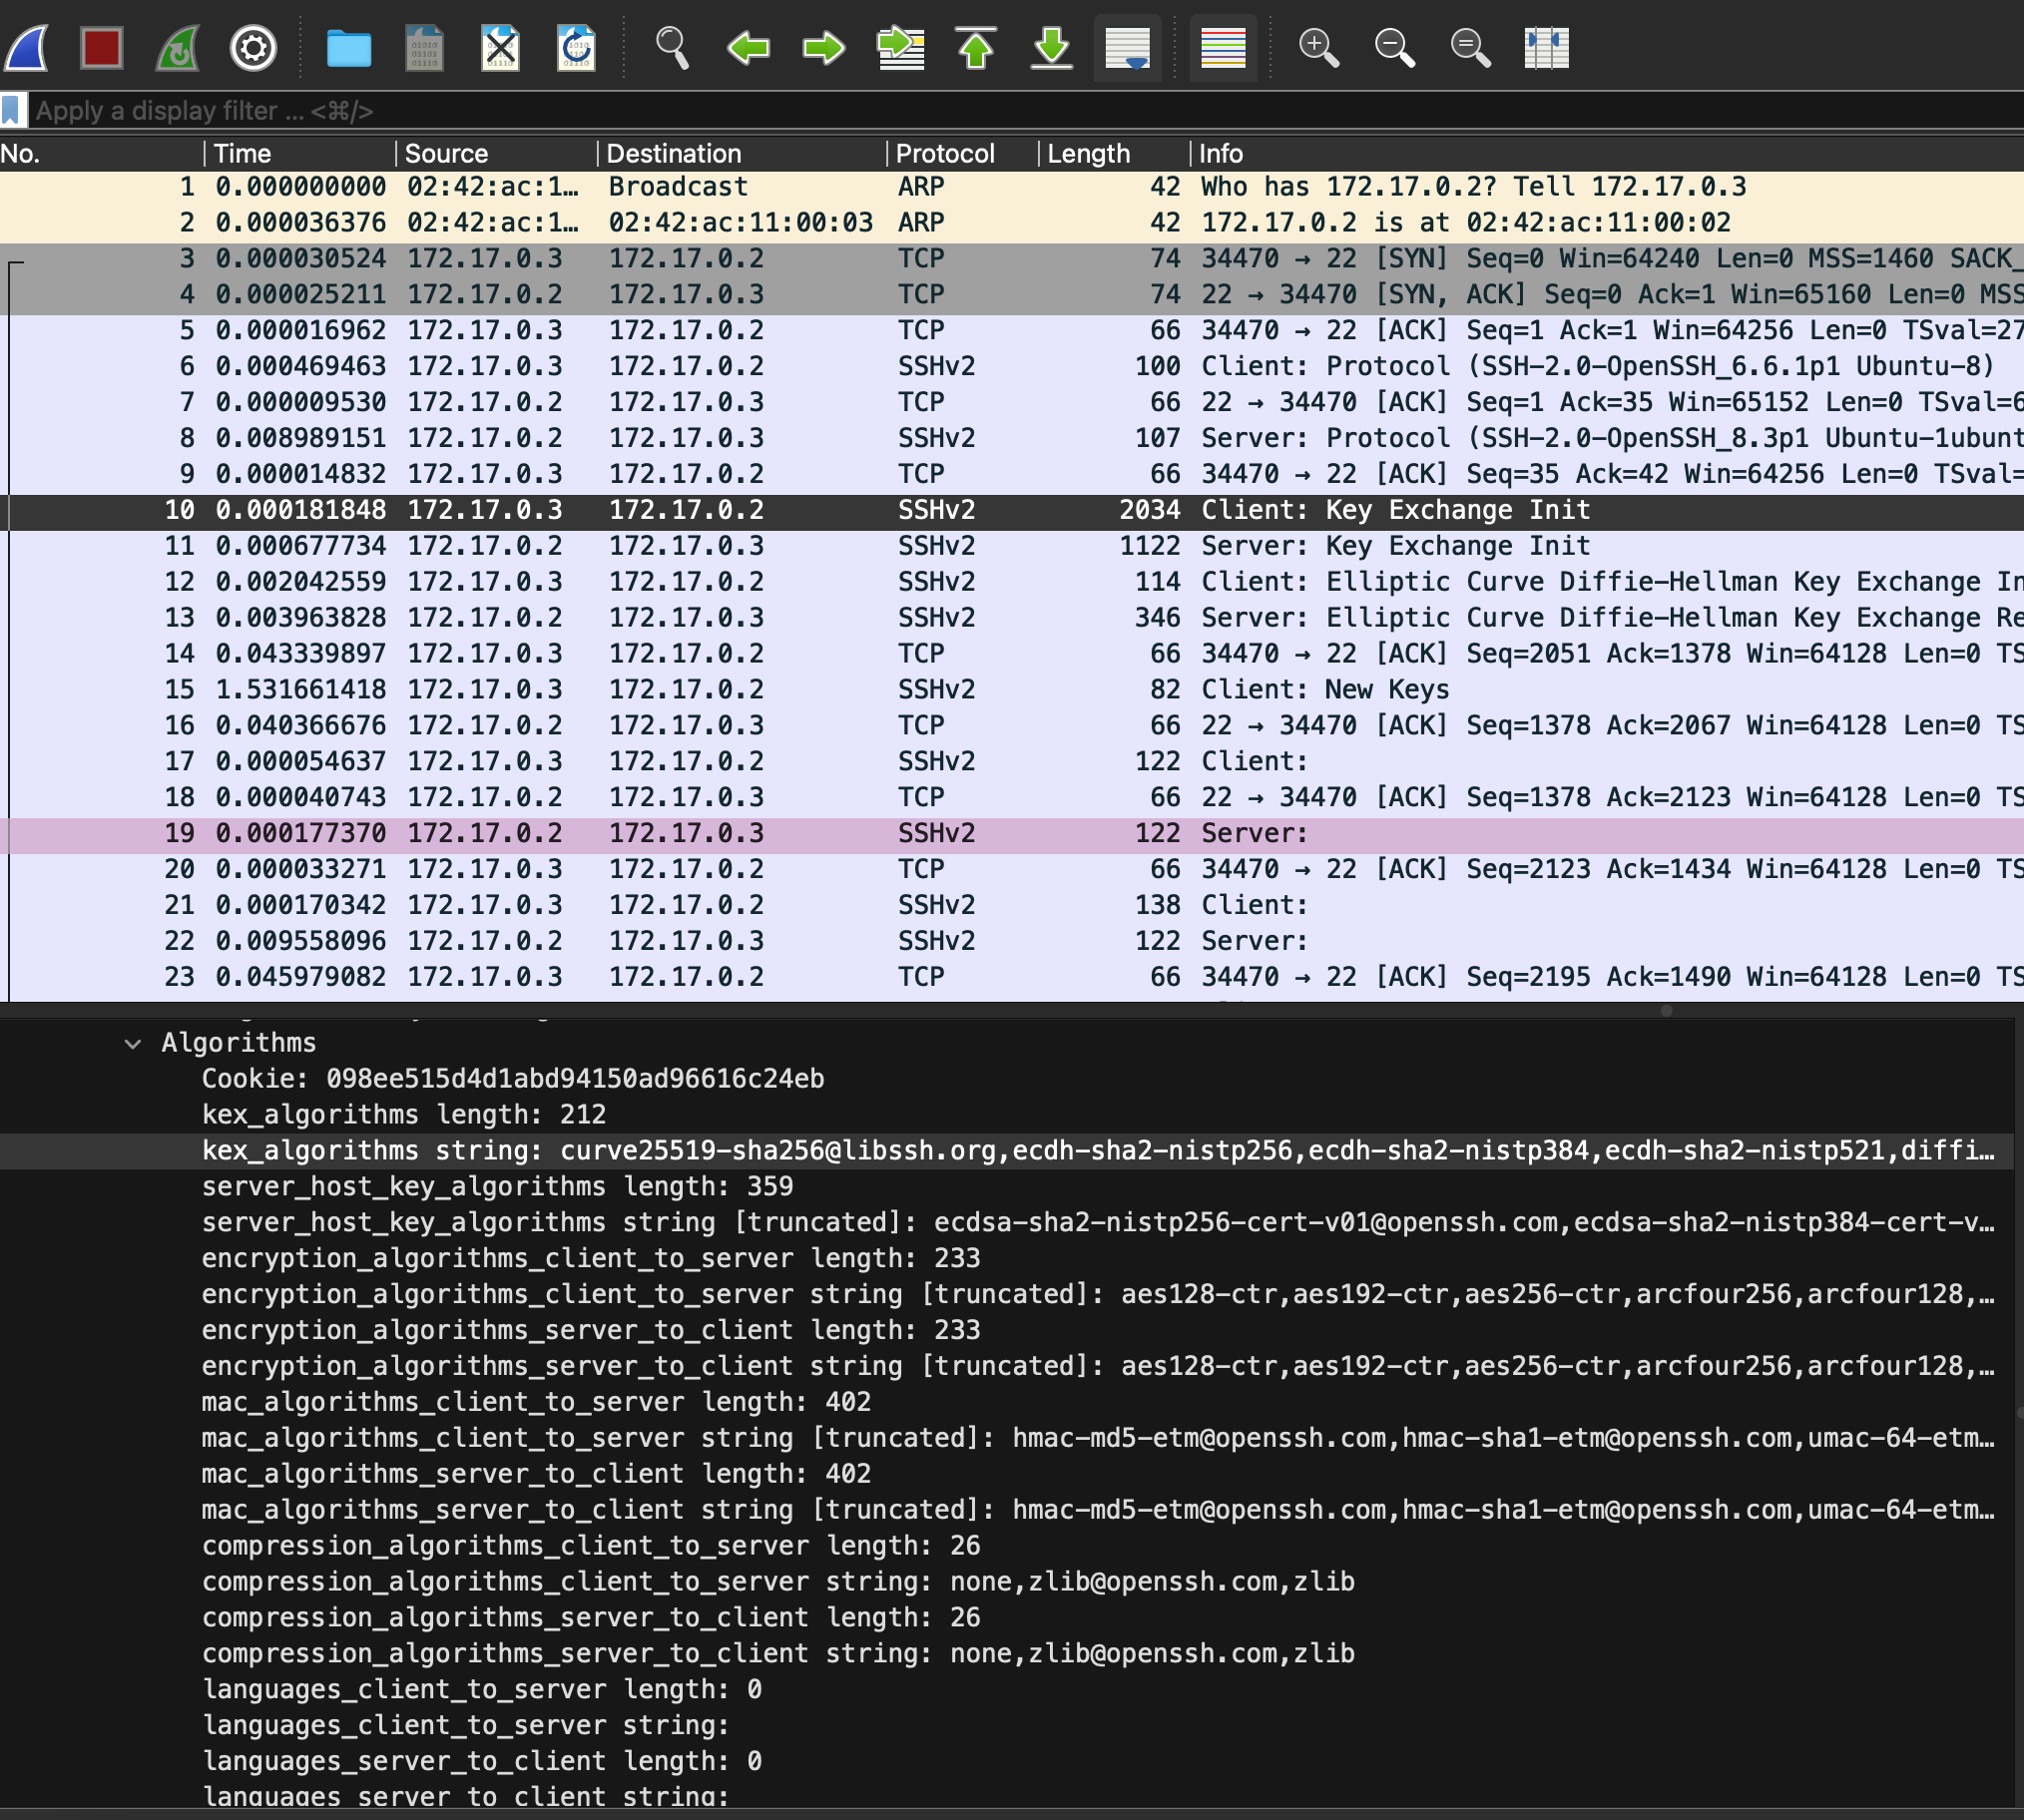 Apply a display filter ... <⌘/>
No. Time Source Destination Protocol Length Info
1 0.000000000 02:42:ac:1… Broadcast ARP 42 Who has 172.17.0.2? Tell 172.17.0.3
2 0.000036376 02:42:ac:1… 02:42:ac:11:00:03 ARP 42 172.17.0.2 is at 02:42:ac:11:00:02
3 0.000030524 172.17.0.3 172.17.0.2 TCP 74 34470 → 22 [SYN] Seq=0 Win=64240 Len=0 MSS=1460 SACK_
4 0.000025211 172.17.0.2 172.17.0.3 TCP 74 22 → 34470 [SYN, ACK] Seq=0 Ack=1 Win=65160 Len=0 MSS
5 0.000016962 172.17.0.3 172.17.0.2 TCP 66 34470 → 22 [ACK] Seq=1 Ack=1 Win=64256 Len=0 TSval=27
6 0.000469463 172.17.0.3 172.17.0.2 SSHv2 100 Client: Protocol (SSH-2.0-OpenSSH_6.6.1p1 Ubuntu-8)
7 0.000009530 172.17.0.2 172.17.0.3 TCP 66 22 → 34470 [ACK] Seq=1 Ack=35 Win=65152 Len=0 TSval=6
8 0.008989151 172.17.0.2 172.17.0.3 SSHv2 107 Server: Protocol (SSH-2.0-OpenSSH_8.3p1 Ubuntu-1ubunt
9 0.000014832 172.17.0.3 172.17.0.2 TCP 66 34470 → 22 [ACK] Seq=35 Ack=42 Win=64256 Len=0 TSval=
10 0.000181848 172.17.0.3 172.17.0.2 SSHv2 2034 Client: Key Exchange Init
11 0.000677734 172.17.0.2 172.17.0.3 SSHv2 1122 Server: Key Exchange Init
12 0.002042559 172.17.0.3 172.17.0.2 SSHv2 114 Client: Elliptic Curve Diffie-Hellman Key Exchange In
13 0.003963828 172.17.0.2 172.17.0.3 SSHv2 346 Server: Elliptic Curve Diffie-Hellman Key Exchange Re
14 0.043339897 172.17.0.3 172.17.0.2 TCP 66 34470 → 22 [ACK] Seq=2051 Ack=1378 Win=64128 Len=0 TS
15 1.531661418 172.17.0.3 172.17.0.2 SSHv2 82 Client: New Keys
16 0.040366676 172.17.0.2 172.17.0.3 TCP 66 22 → 34470 [ACK] Seq=1378 Ack=2067 Win=64128 Len=0 TS
17 0.000054637 172.17.0.3 172.17.0.2 SSHv2 122 Client:
18 0.000040743 172.17.0.2 172.17.0.3 TCP 66 22 → 34470 [ACK] Seq=1378 Ack=2123 Win=64128 Len=0 TS
19 0.000177370 172.17.0.2 172.17.0.3 SSHv2 122 Server:
20 0.000033271 172.17.0.3 172.17.0.2 TCP 66 34470 → 22 [ACK] Seq=2123 Ack=1434 Win=64128 Len=0 TS
21 0.000170342 172.17.0.3 172.17.0.2 SSHv2 138 Client:
22 0.009558096 172.17.0.2 172.17.0.3 SSHv2 122 Server:
23 0.045979082 172.17.0.3 172.17.0.2 TCP 66 34470 → 22 [ACK] Seq=2195 Ack=1490 Win=64128 Len=0 TS
Algorithms
Cookie: 098ee515d4d1abd94150ad96616c24eb
kex_algorithms length: 212
kex_algorithms string: curve25519-sha256@libssh.org,ecdh-sha2-nistp256,ecdh-sha2-nistp384,ecdh-sha2-nistp521,diffi…
server_host_key_algorithms length: 359
server_host_key_algorithms string [truncated]: ecdsa-sha2-nistp256-cert-v01@openssh.com,ecdsa-sha2-nistp384-cert-v…
encryption_algorithms_client_to_server length: 233
encryption_algorithms_client_to_server string [truncated]: aes128-ctr,aes192-ctr,aes256-ctr,arcfour256,arcfour128,…
encryption_algorithms_server_to_client length: 233
encryption_algorithms_server_to_client string [truncated]: aes128-ctr,aes192-ctr,aes256-ctr,arcfour256,arcfour128,…
mac_algorithms_client_to_server length: 402
mac_algorithms_client_to_server string [truncated]: hmac-md5-etm@openssh.com,hmac-sha1-etm@openssh.com,umac-64-etm…
mac_algorithms_server_to_client length: 402
mac_algorithms_server_to_client string [truncated]: hmac-md5-etm@openssh.com,hmac-sha1-etm@openssh.com,umac-64-etm…
compression_algorithms_client_to_server length: 26
compression_algorithms_client_to_server string: none,zlib@openssh.com,zlib
compression_algorithms_server_to_client length: 26
compression_algorithms_server_to_client string: none,zlib@openssh.com,zlib
languages_client_to_server length: 0
languages_client_to_server string:
languages_server_to_client length: 0
languages_server_to_client string: